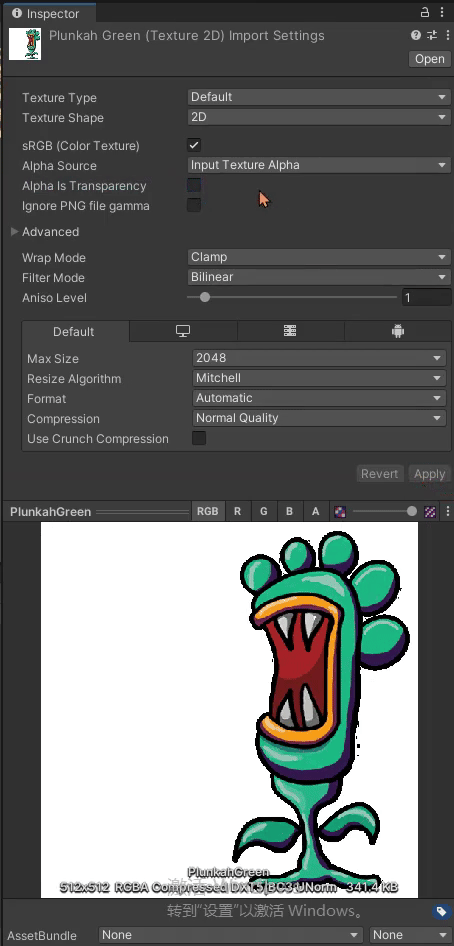 Inspector
Plunkah Green (Texture 2D) Import Settings
Open
Texture Type Default
Texture Shape 2D
sRGB (Color Texture)
Alpha Source Input Texture Alpha
Alpha Is Transparency
Ignore PNG file gamma
Advanced
Wrap Mode Clamp
Filter Mode Bilinear
Aniso Level 1
Default
Max Size 2048
Resize Algorithm Mitchell
Format Automatic
Compression Normal Quality
Use Crunch Compression
Revert Apply
PlunkahGreen RGB R G B A
PlunkahGreen
512x512 RGBA Compressed DXT5|BC3 UNorm 341.4 KB
转到"设置"以激活 Windows。
AssetBundle None None